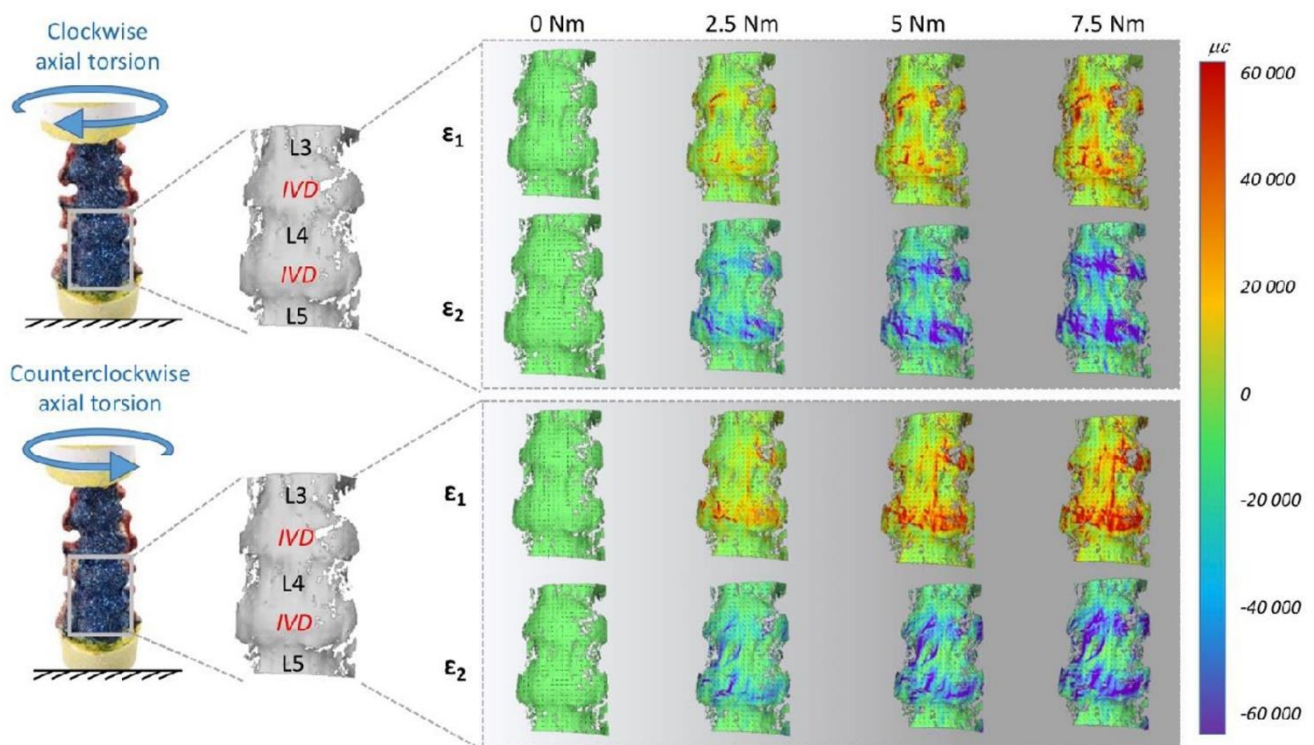 Clockwise
axial torsion
0 Nm
2.5 Nm
5 Nm
7.5 Nm
L3
IVD
L4
IVD
L5
ε1
ε2
Counterclockwise
axial torsion
L3
IVD
L4
IVD
L5
ε1
ε2
με
60 000
40 000
20 000
0
-20 000
-40 000
-60 000